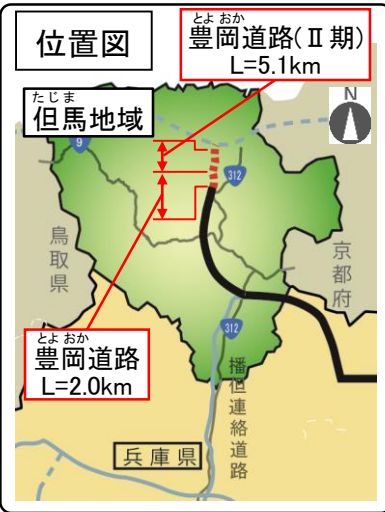 位置図
とよ おか
豊岡道路(Ⅱ期)
L=5.1km
たじま
但馬地域
N
9
312
鳥取県
京都府
とよ おか
豊岡道路
L=2.0km
312
播但連絡道路
兵庫県